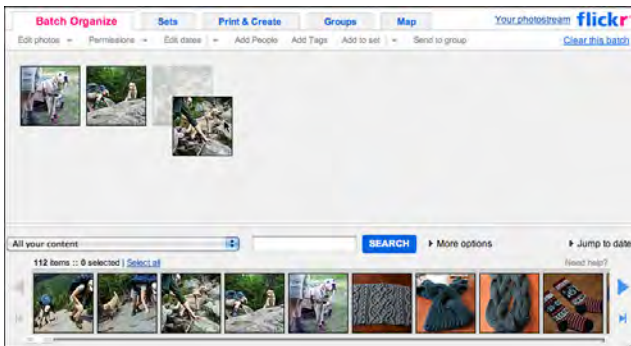 Batch Organize Sets Print & Create Groups Map Your photostream flickr
Edit photos Permissions Edit dates Add People Add Tags Add to set Send to group Clear this batch
All your content SEARCH More options Jump to date
112 items :: 0 selected | Select all Need help?